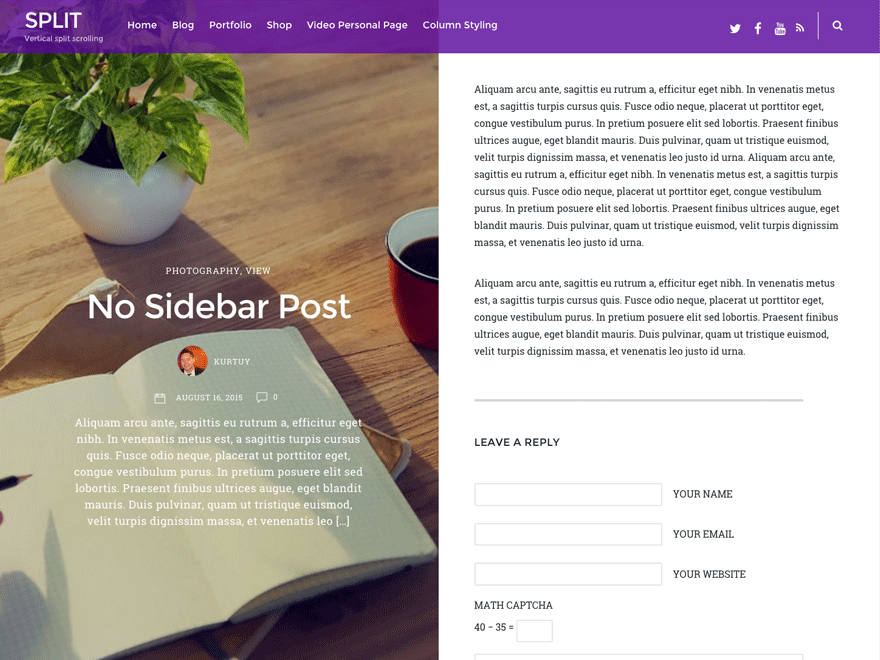 SPLIT
Vertical split scrolling
Home Blog Portfolio Shop Video Personal Page Column Styling
You
Tube
PHOTOGRAPHY, VIEW
No Sidebar Post
KURTUY
AUGUST 16, 2015 0
Aliquam arcu ante, sagittis eu rutrum a, efficitur eget
nibh. In venenatis metus est, a sagittis turpis cursus
quis. Fusce odio neque, placerat ut porttitor eget,
congue vestibulum purus. In pretium posuere elit sed
lobortis. Praesent finibus ultrices augue, eget blandit
mauris. Duis pulvinar, quam ut tristique euismod,
velit turpis dignissim massa, et venenatis leo [...]
Aliquam arcu ante, sagittis eu rutrum a, efficitur eget nibh. In venenatis metus
est, a sagittis turpis cursus quis. Fusce odio neque, placerat ut porttitor eget,
congue vestibulum purus. In pretium posuere elit sed lobortis. Praesent finibus
ultrices augue, eget blandit mauris. Duis pulvinar, quam ut tristique euismod,
velit turpis dignissim massa, et venenatis leo justo id urna. Aliquam arcu ante,
sagittis eu rutrum a, efficitur eget nibh. In venenatis metus est, a sagittis turpis
cursus quis. Fusce odio neque, placerat ut porttitor eget, congue vestibulum
purus. In pretium posuere elit sed lobortis. Praesent finibus ultrices augue, eget
blandit mauris. Duis pulvinar, quam ut tristique euismod, velit turpis dignissim
massa, et venenatis leo justo id urna.
Aliquam arcu ante, sagittis eu rutrum a, efficitur eget nibh. In venenatis metus
est, a sagittis turpis cursus quis. Fusce odio neque, placerat ut porttitor eget,
congue vestibulum purus. In pretium posuere elit sed lobortis. Praesent finibus
ultrices augue, eget blandit mauris. Duis pulvinar, quam ut tristique euismod,
velit turpis dignissim massa, et venenatis leo justo id urna.
LEAVE A REPLY
YOUR NAME
YOUR EMAIL
YOUR WEBSITE
MATH CAPTCHA
40 − 35 =